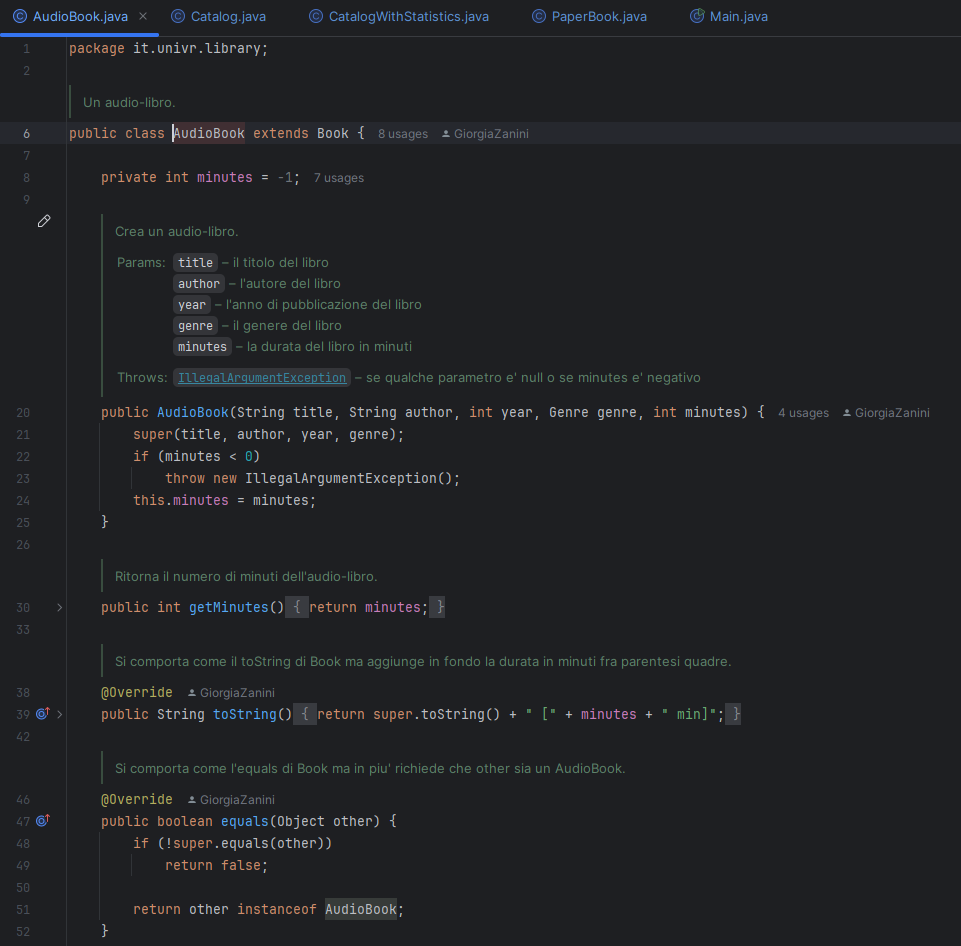 AudioBook.java Catalog.java CatalogWithStatistics.java PaperBook.java Main.java
1 package it.univr.library;
2
Un audio-libro.
6 public class AudioBook extends Book { 8 usages GiorgiaZanini
7
8 private int minutes = -1; 7 usages
9
Crea un audio-libro.
Params: title – il titolo del libro
author – l'autore del libro
year – l'anno di pubblicazione del libro
genre – il genere del libro
minutes – la durata del libro in minuti
Throws: IllegalArgumentException – se qualche parametro e' null o se minutes e' negativo
20 public AudioBook(String title, String author, int year, Genre genre, int minutes) { 4 usages GiorgiaZanini
21 super(title, author, year, genre);
22 if (minutes < 0)
23 throw new IllegalArgumentException();
24 this.minutes = minutes;
25 }
26
Ritorna il numero di minuti dell'audio-libro.
30 public int getMinutes() { return minutes; }
33
Si comporta come il toString di Book ma aggiunge in fondo la durata in minuti fra parentesi quadre.
38 @Override GiorgiaZanini
39 public String toString() { return super.toString() + " [" + minutes + " min]"; }
42
Si comporta come l'equals di Book ma in piu' richiede che other sia un AudioBook.
46 @Override GiorgiaZanini
47 public boolean equals(Object other) {
48 if (!super.equals(other))
49 return false;
50
51 return other instanceof AudioBook;
52 }